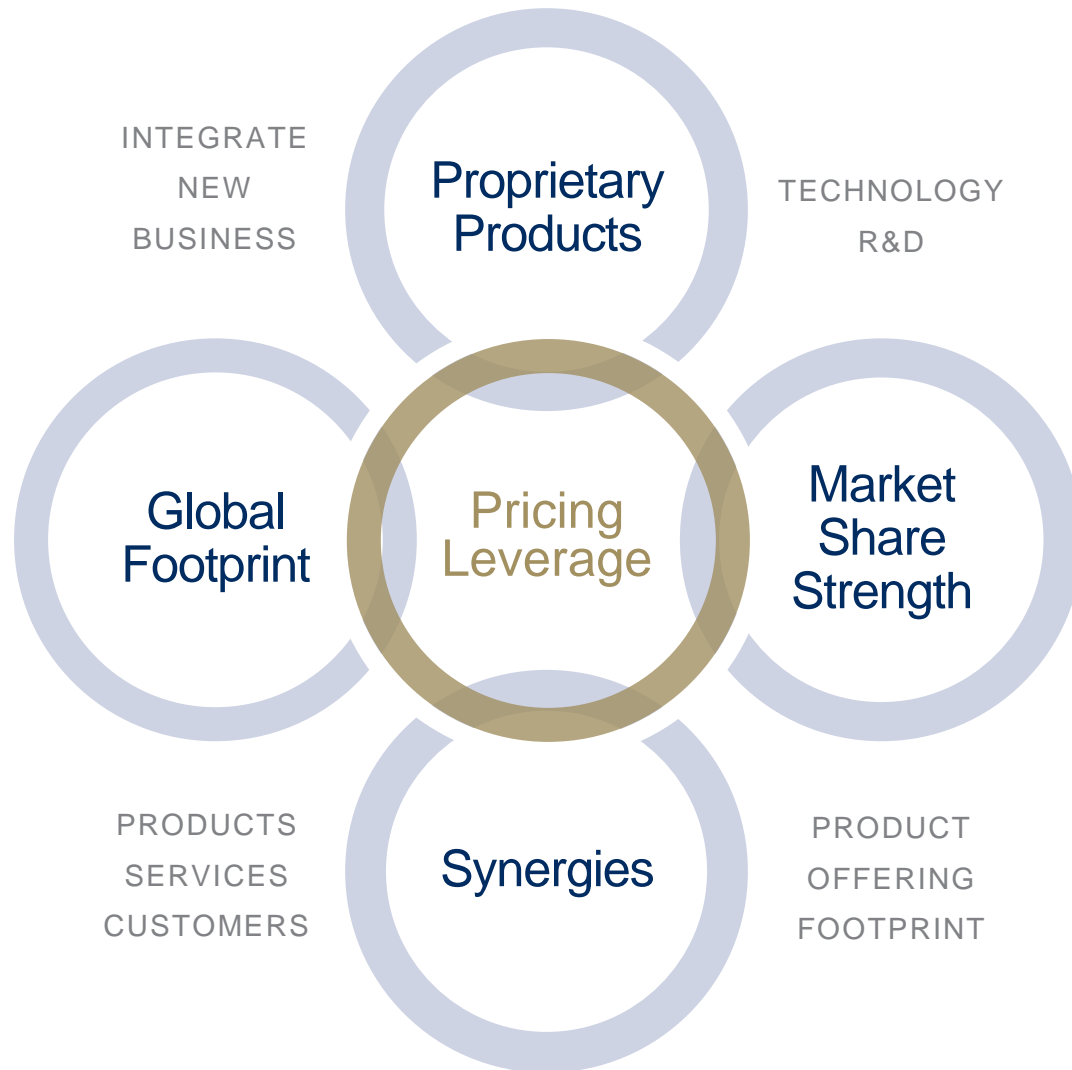 INTEGRATE
NEW
BUSINESS
Proprietary
Products
TECHNOLOGY
R&D
Global
Footprint
Pricing
Leverage
Market
Share
Strength
PRODUCTS
SERVICES
CUSTOMERS
Synergies
PRODUCT
OFFERING
FOOTPRINT